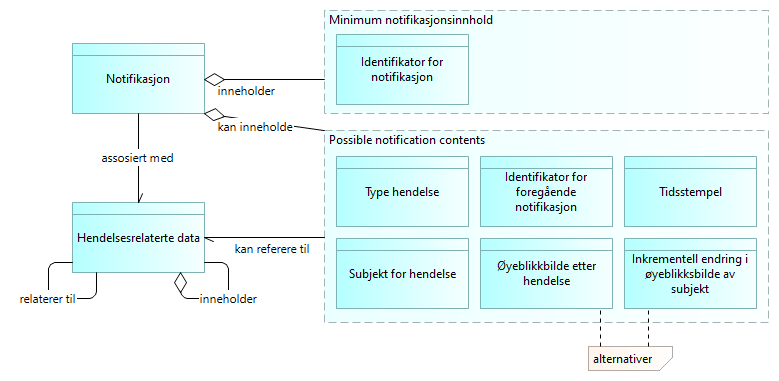 Minimum notifikasjonsinnhold
Notifikasjon
inneholder
Identifikator for
notifikasjon
kan inneholde
Possible notification contents
assosiert med
Type hendelse
Identifikator for
foregående
notifikasjon
Tidsstempel
Hendelsesrelaterte data
kan referere til
Subjekt for hendelse
Øyeblikkbilde etter
hendelse
Inkrementell endring i
øyeblikksbilde av
subjekt
relaterer til
inneholder
alternativer